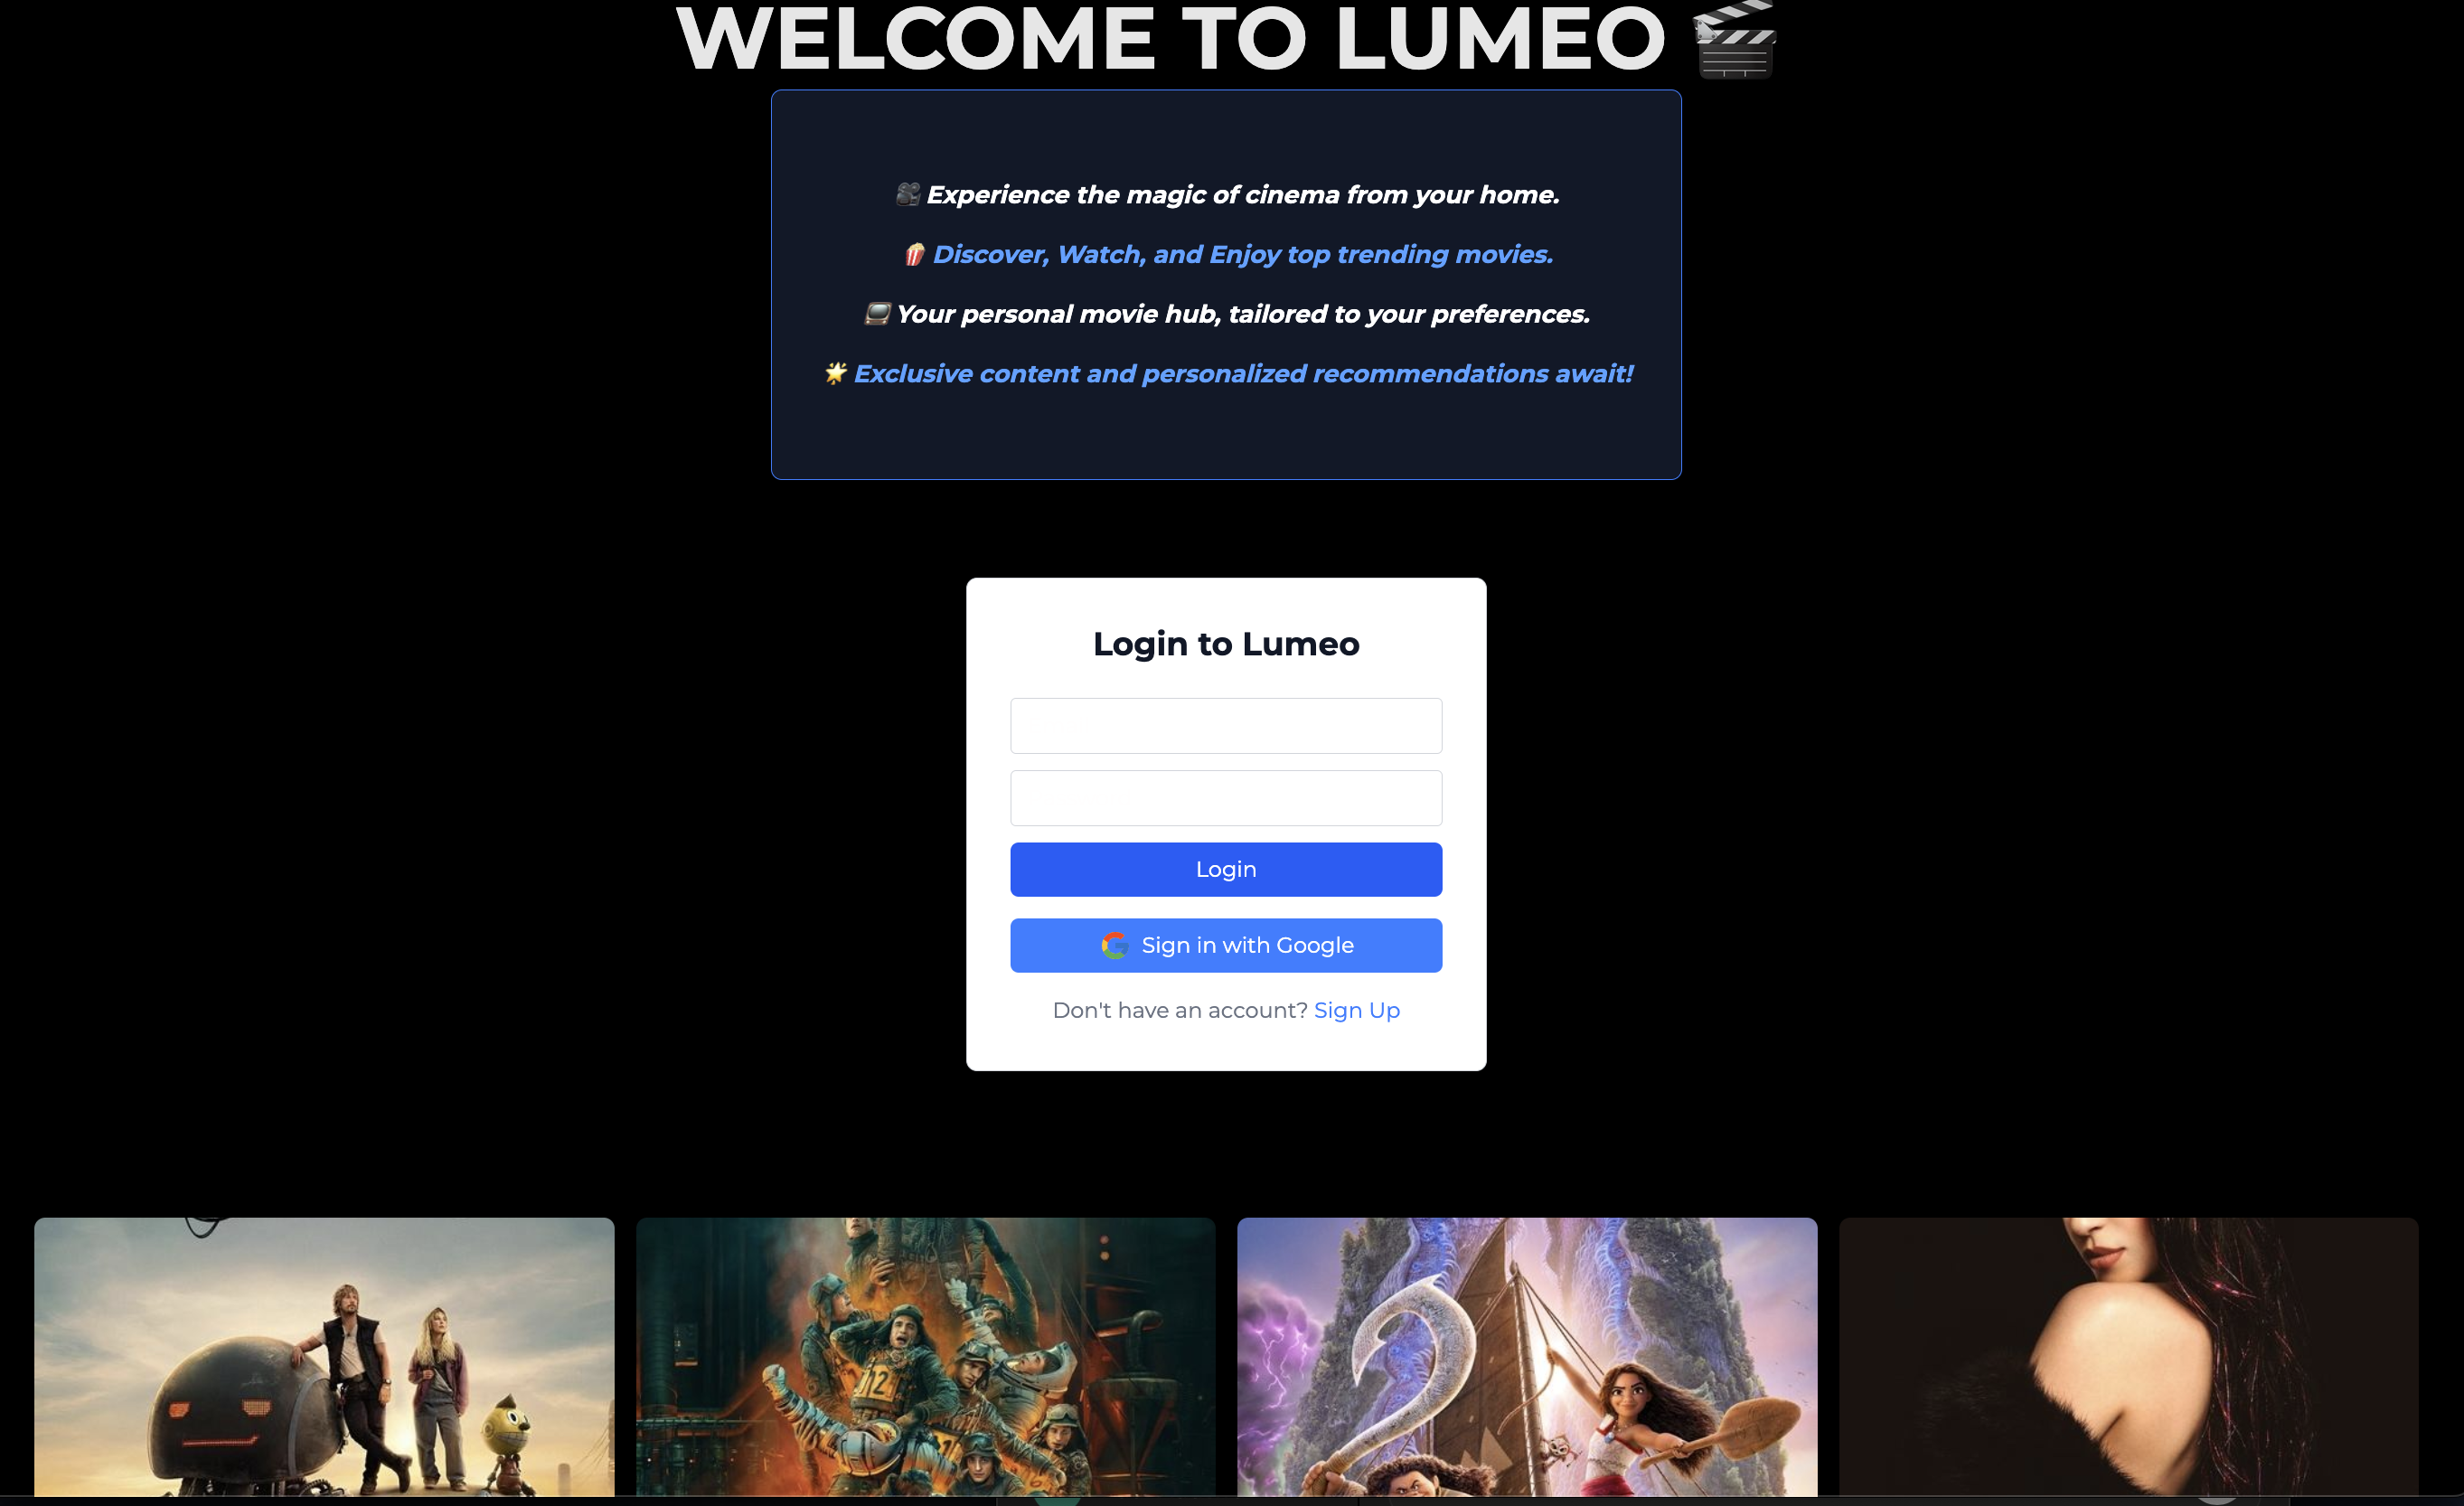 WELCOME TO LUMEO 🎬
🎥 Experience the magic of cinema from your home.
🍿 Discover, Watch, and Enjoy top trending movies.
📺 Your personal movie hub, tailored to your preferences.
🌟 Exclusive content and personalized recommendations await!
Login to Lumeo
Login
Sign in with Google
Don't have an account? Sign Up
12